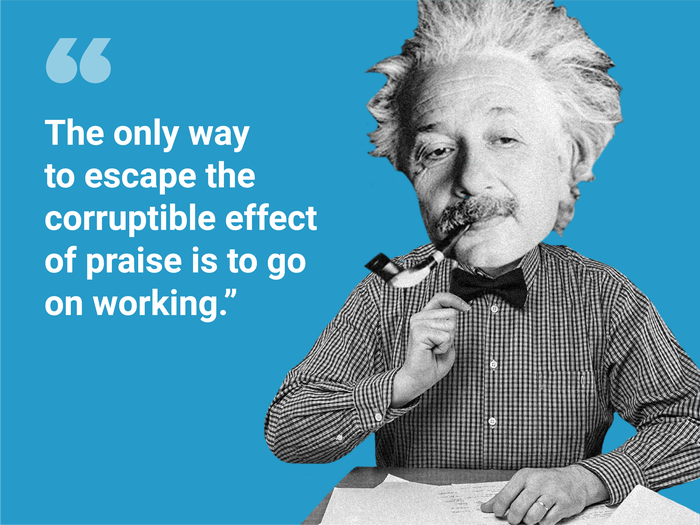 “
The only way
to escape the
corruptible effect
of praise is to go
on working.”